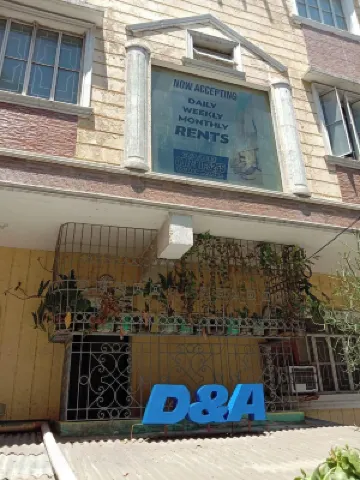 NOW ACCEPTING
DAILY
WEEKLY
MONTHLY
RENTS
D&A